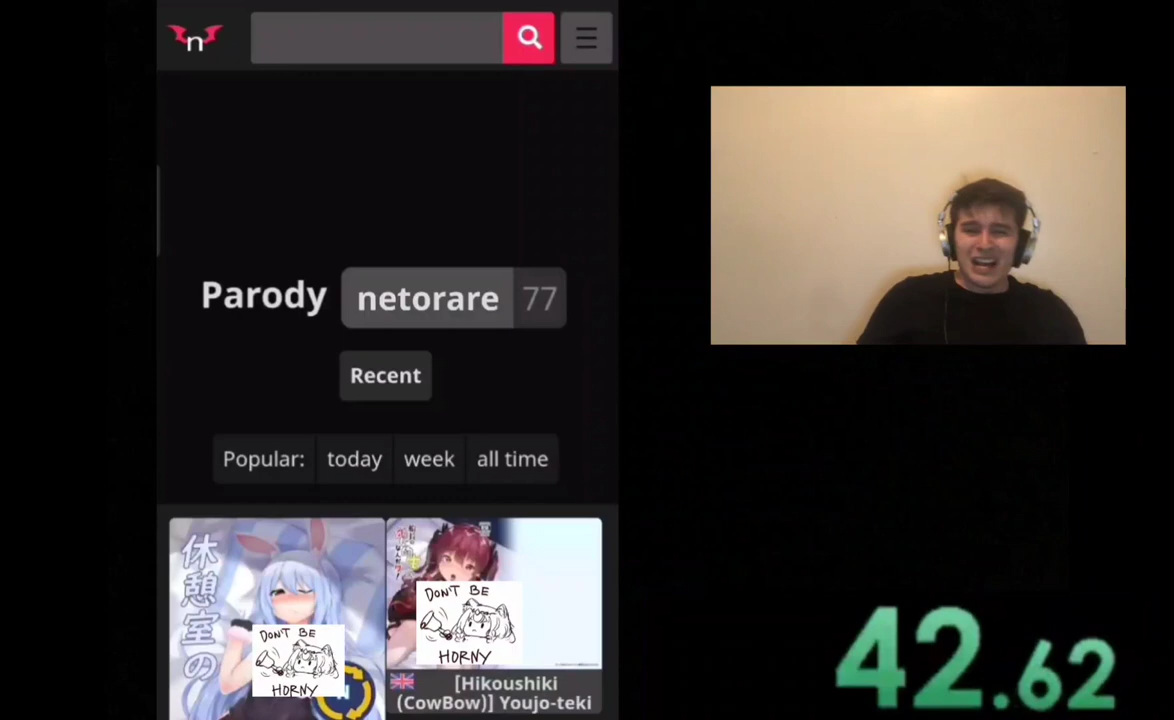 n
Parody netorare 77
Recent
Popular: today week all time
休憩室の
DON'T BE
HORNY
DON'T BE
HORNY
[Hikoushiki
(CowBow)] Youjo-teki
42.62